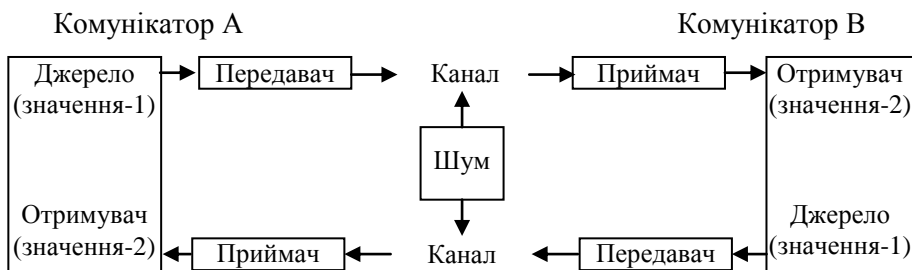 Комунікатор А
Комунікатор В
Джерело
(значення-1)
Передавач
Канал
Приймач
Отримувач
(значення-2)
Шум
Отримувач
(значення-2)
Приймач
Канал
Передавач
Джерело
(значення-1)